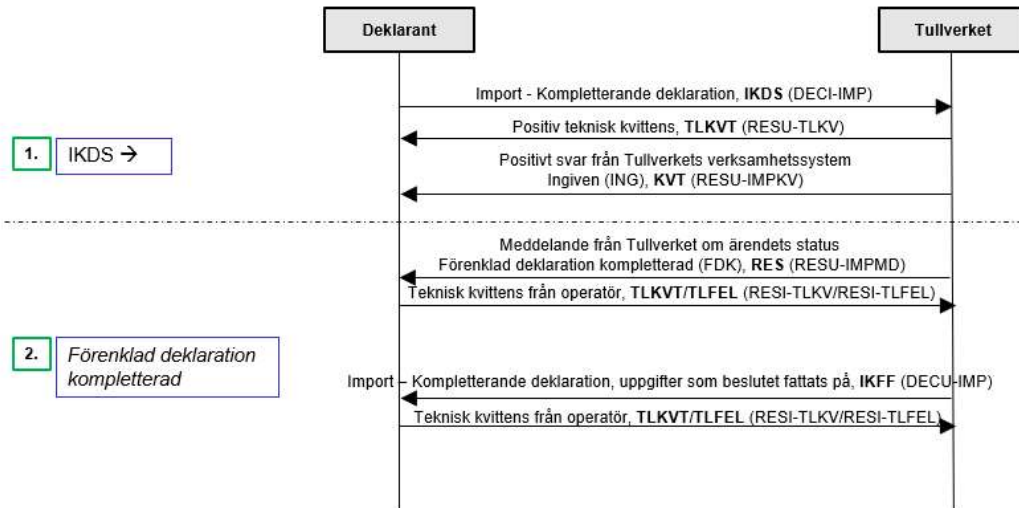 Deklarant
Tullverket
Import - Kompletterande deklaration, IKDS (DECI-IMP)
Positiv teknisk kvittens, TLKVT (RESU-TLKV)
1.
IKDS →
Positivt svar från Tullverkets verksamhetssystem
Ingiven (ING), KVT (RESU-IMPKV)
Meddelande från Tullverket om ärendets status
Förenklad deklaration kompletterad (FDK), RES (RESU-IMPMD)
Teknisk kvittens från operatör, TLKVT/TLFEL (RESI-TLKV/RESI-TLFEL)
2.
Förenklad deklaration
kompletterad
Import – Kompletterande deklaration, uppgifter som beslutet fattats på, IKFF (DECU-IMP)
Teknisk kvittens från operatör, TLKVT/TLFEL (RESI-TLKV/RESI-TLFEL)